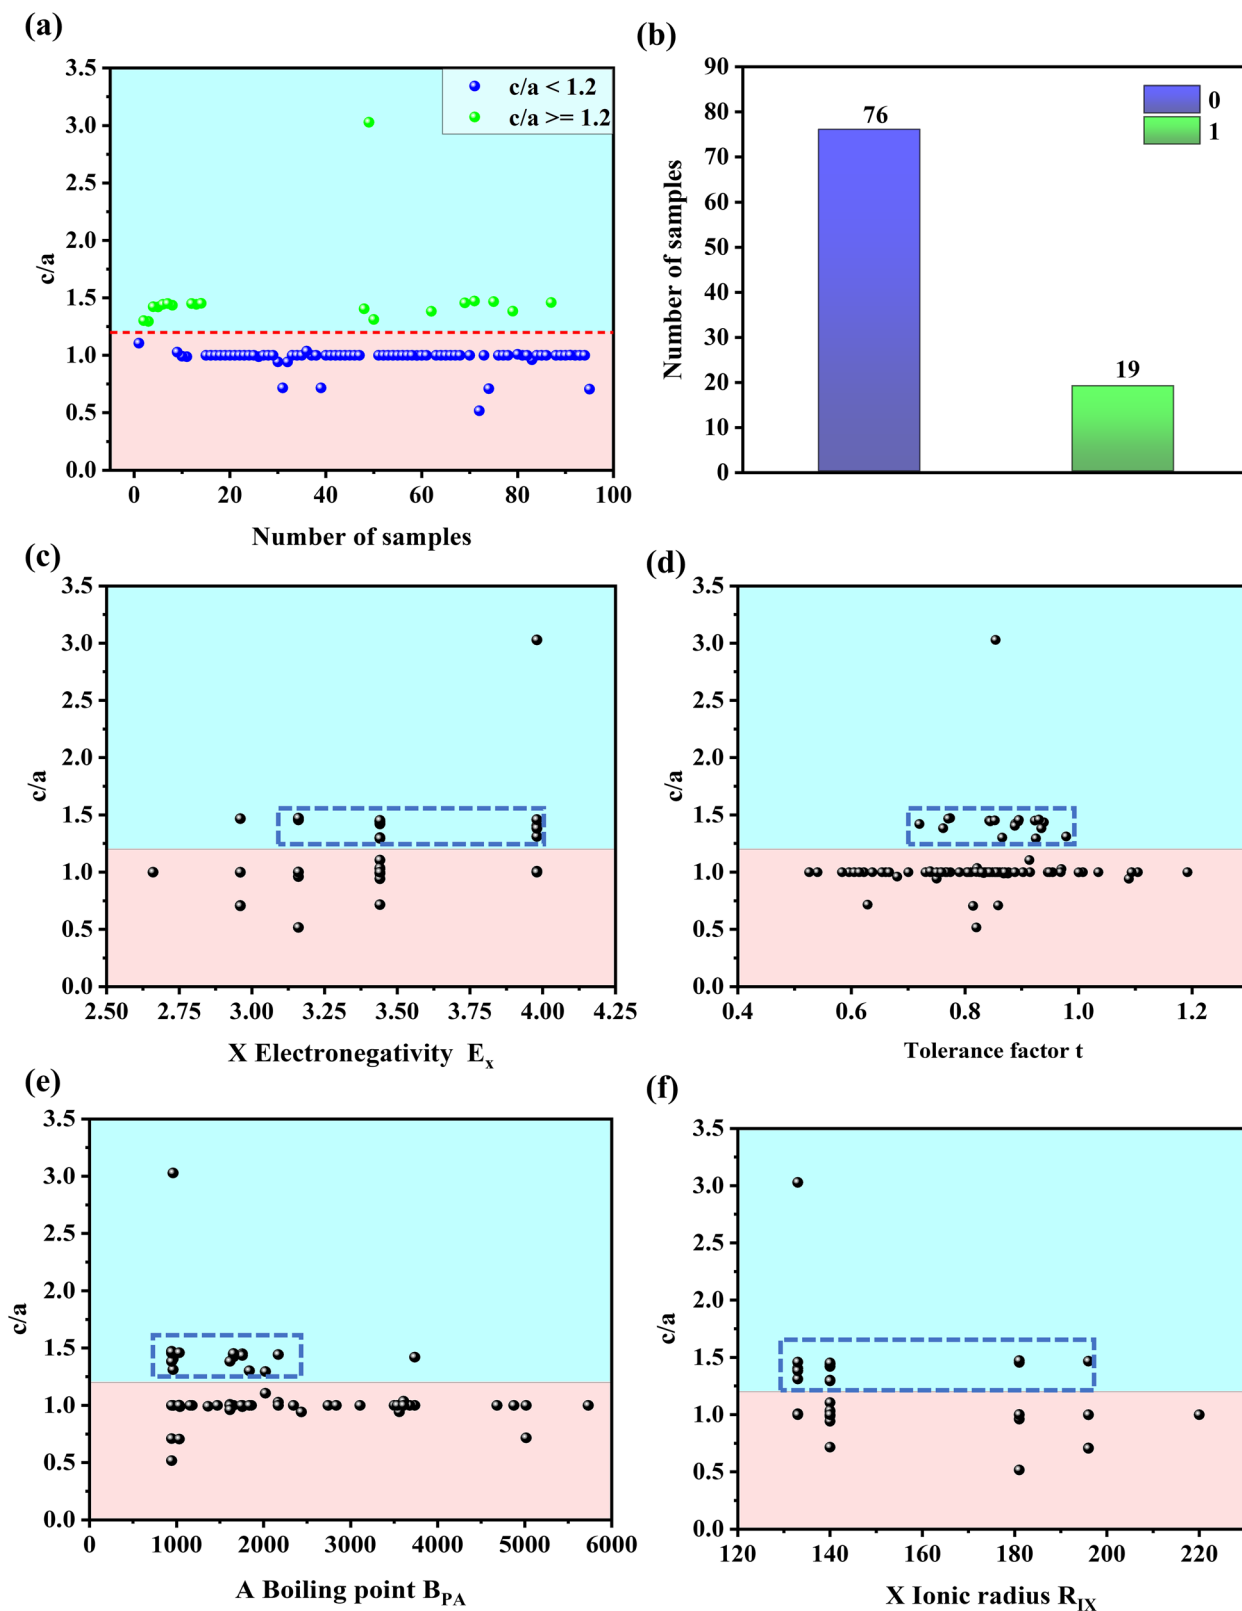 (a)
3.5
3.0
2.5
2.0
1.5
1.0
0.5
0.0
c/a
c/a < 1.2
c/a >= 1.2
0 20 40 60 80 100
Number of samples
(b)
90
80
70
60
50
40
30
20
10
0
Number of samples
76
19
0
1
(c)
3.5
3.0
2.5
2.0
1.5
1.0
0.5
0.0
c/a
2.50 2.75 3.00 3.25 3.50 3.75 4.00 4.25
X Electronegativity Ex
(d)
3.5
3.0
2.5
2.0
1.5
1.0
0.5
0.0
c/a
0.4 0.6 0.8 1.0 1.2
Tolerance factor t
(e)
3.5
3.0
2.5
2.0
1.5
1.0
0.5
0.0
c/a
0 1000 2000 3000 4000 5000 6000
A Boiling point BPA
(f)
3.5
3.0
2.5
2.0
1.5
1.0
0.5
0.0
c/a
120 140 160 180 200 220
X Ionic radius RIX